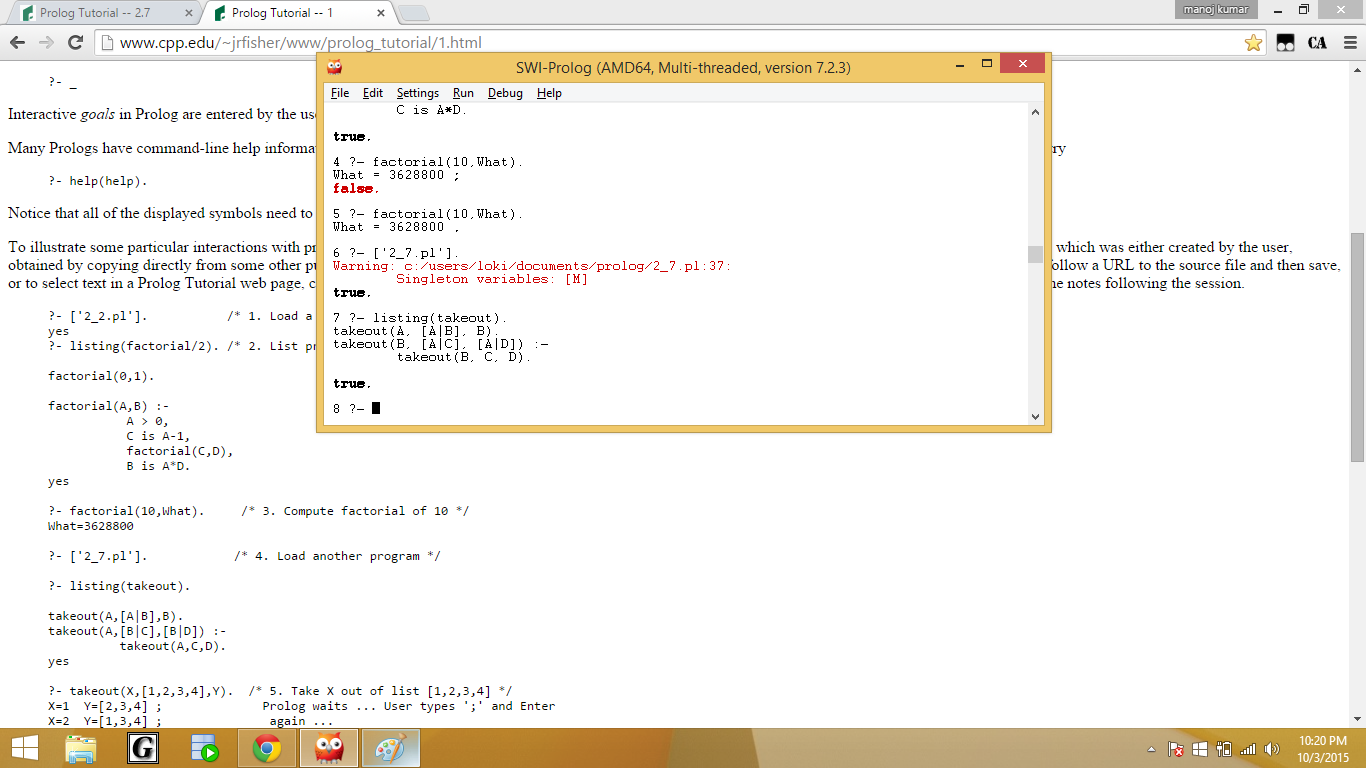 Prolog Tutorial -- 2.7
Prolog Tutorial -- 1
manoj kumar
www.cpp.edu/~jrfisher/www/prolog_tutorial/1.html
CA
?- _
Interactive goals in Prolog are entered by the
Many Prologs have command-line help
?- help(help).
Notice that all of the displayed symbols need to
To illustrate some particular interactions with
which was either created by the user,
obtained by copying directly from some other
follow a URL to the source file and then save,
or to select text in a Prolog Tutorial web page,
notes following the session.
?- ['2_2.pl']. /* 1. Load a
yes
?- listing(factorial/2). /* 2. List
factorial(0,1).
factorial(A,B) :-
A > 0,
C is A-1,
factorial(C,D),
B is A*D.
yes
?- factorial(10,What). /* 3. Compute factorial of 10 */
What=3628800
?- ['2_7.pl']. /* 4. Load another program */
?- listing(takeout).
takeout(A,[A|B],B).
takeout(A,[B|C],[B|D]) :-
takeout(A,C,D).
yes
?- takeout(X,[1,2,3,4],Y). /* 5. Take X out of list [1,2,3,4] */
X=1 Y=[2,3,4] ; Prolog waits ... User types ';' and Enter
X=2 Y=[1,3,4] ; again ...
SWI-Prolog (AMD64, Multi-threaded, version 7.2.3)
File Edit Settings Run Debug Help
C is A*D.
true.
4 ?- factorial(10,What).
What = 3628800 ;
false.
5 ?- factorial(10,What).
What = 3628800 .
6 ?- ['2_7.pl'].
Warning: c:/users/loki/documents/prolog/2_7.pl:37:
Singleton variables: [M]
true.
7 ?- listing(takeout).
takeout(A, [A|B], B).
takeout(B, [A|C], [A|D]) :-
takeout(B, C, D).
true.
8 ?-
G
10:20 PM
10/3/2015